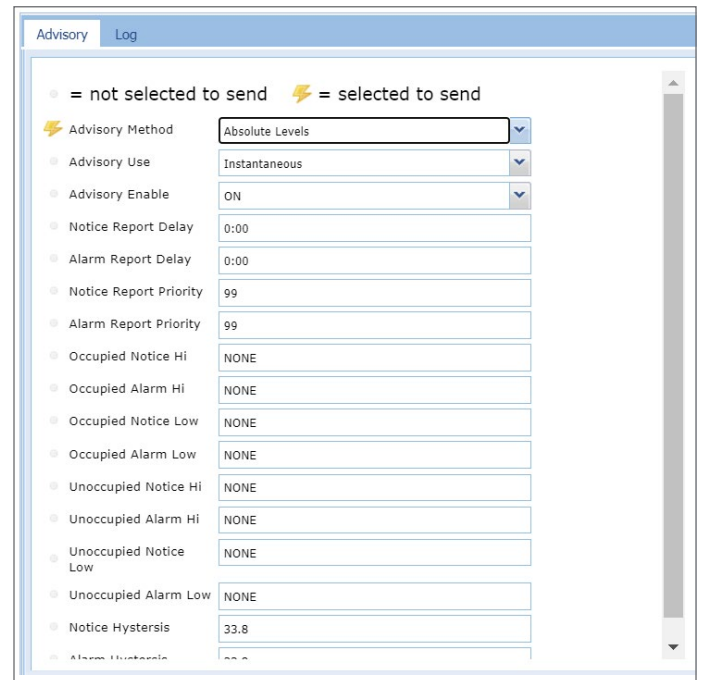 Advisory Log
= not selected to send = selected to send
Advisory Method Absolute Levels
Advisory Use Instantaneous
Advisory Enable ON
Notice Report Delay 0:00
Alarm Report Delay 0:00
Notice Report Priority 99
Alarm Report Priority 99
Occupied Notice Hi NONE
Occupied Alarm Hi NONE
Occupied Notice Low NONE
Occupied Alarm Low NONE
Unoccupied Notice Hi NONE
Unoccupied Alarm Hi NONE
Unoccupied Notice NONE
Low
Unoccupied Alarm Low NONE
Notice Hystersis 33.8
Alarm Hystersis